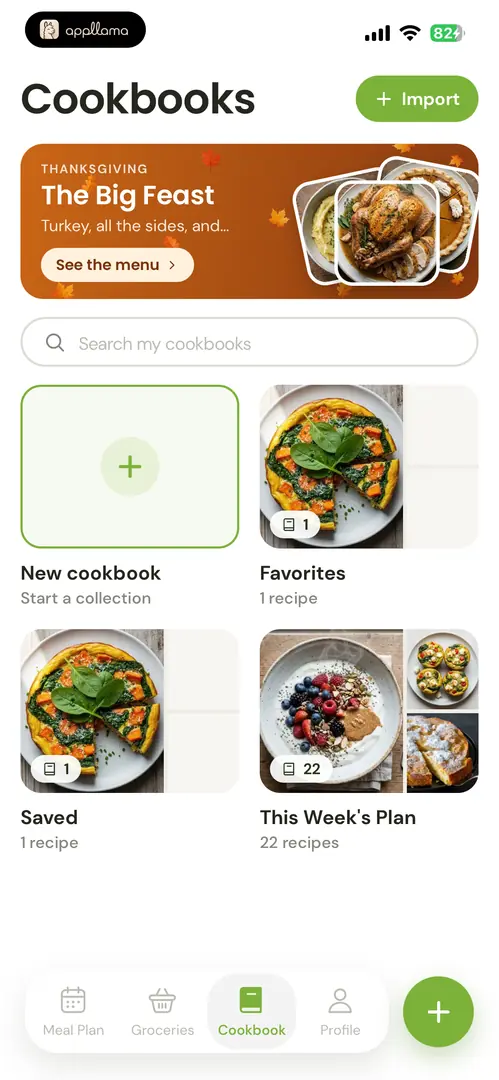 appllama
82
Cookbooks
+ Import
THANKSGIVING
The Big Feast
Turkey, all the sides, and...
See the menu
Search my cookbooks
New cookbook
Start a collection
1
Favorites
1 recipe
1
Saved
1 recipe
22
This Week's Plan
22 recipes
Meal Plan
Groceries
Cookbook
Profile